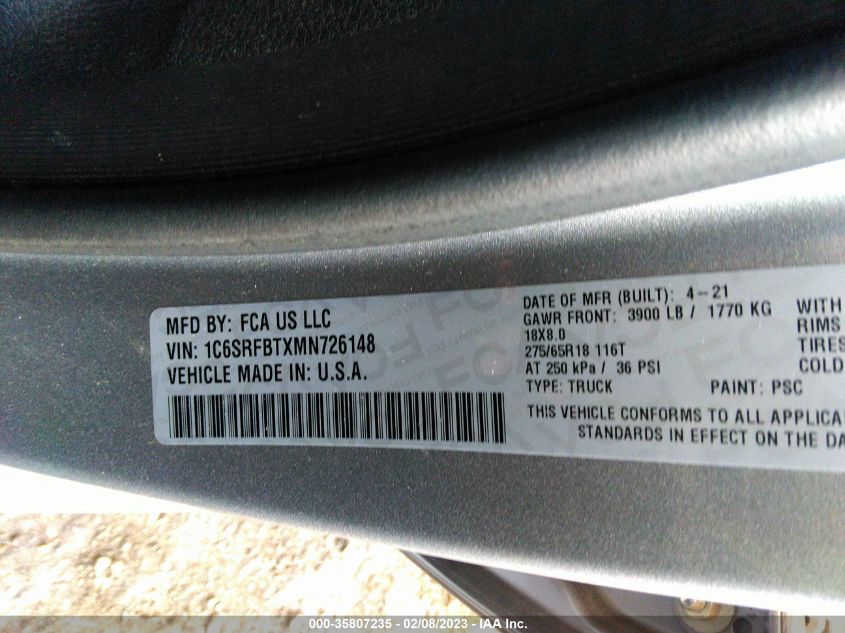 MFD BY: FCA US LLC
VIN: 1C6SRFBTXMN726148
VEHICLE MADE IN: U.S.A.
DATE OF MFR (BUILT): 4-21
GAWR FRONT: 3900 LB / 1770 KG
18X8.0
275/65R18 116T
AT 250 kPa / 36 PSI
TYPE: TRUCK PAINT: PSC
WITH
RIMS
TIRES
COLD
THIS VEHICLE CONFORMS TO ALL APPLICA
STANDARDS IN EFFECT ON THE DA
000-35807235 - 02/08/2023 - IAA Inc.